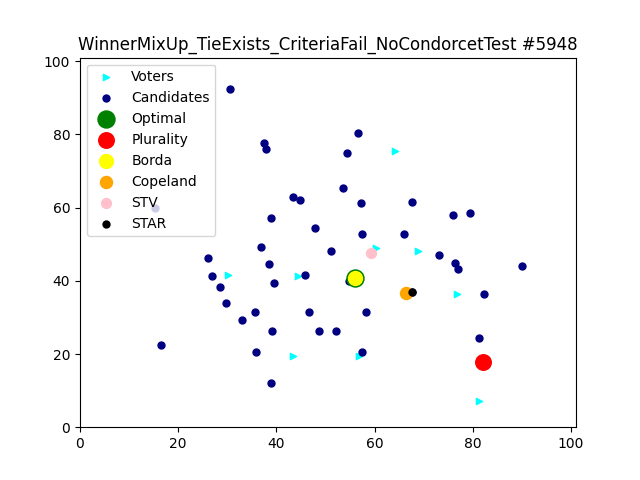 WinnerMixUp_TieExists_CriteriaFail_NoCondorcetTest #5948
100
80
60
40
20
0
Voters
Candidates
Optimal
Plurality
Borda
Copeland
STV
STAR
0 20 40 60 80 100